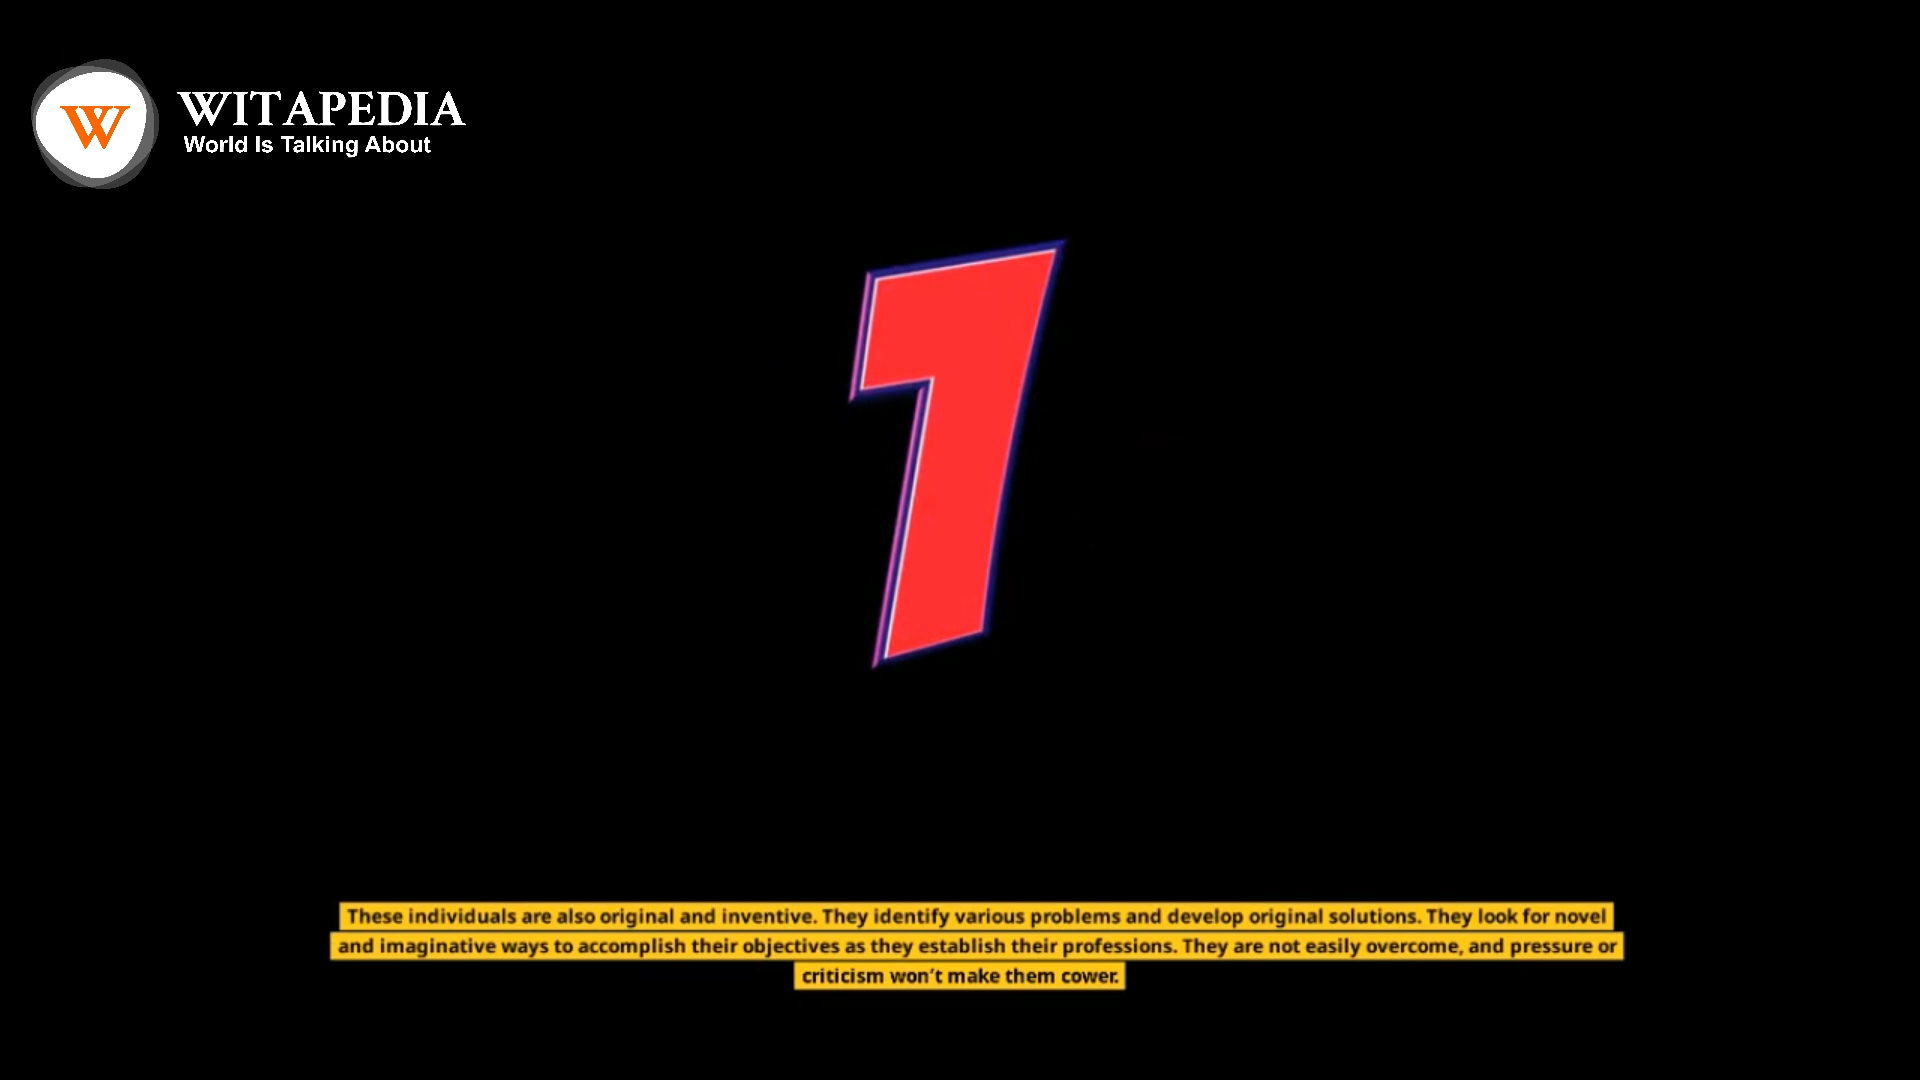 W
WITAPEDIA
World Is Talking About
1
These individuals are also original and inventive. They identify various problems and develop original solutions. They look for novel
and imaginative ways to accomplish their objectives as they establish their professions. They are not easily overcome, and pressure or
criticism won’t make them cower.